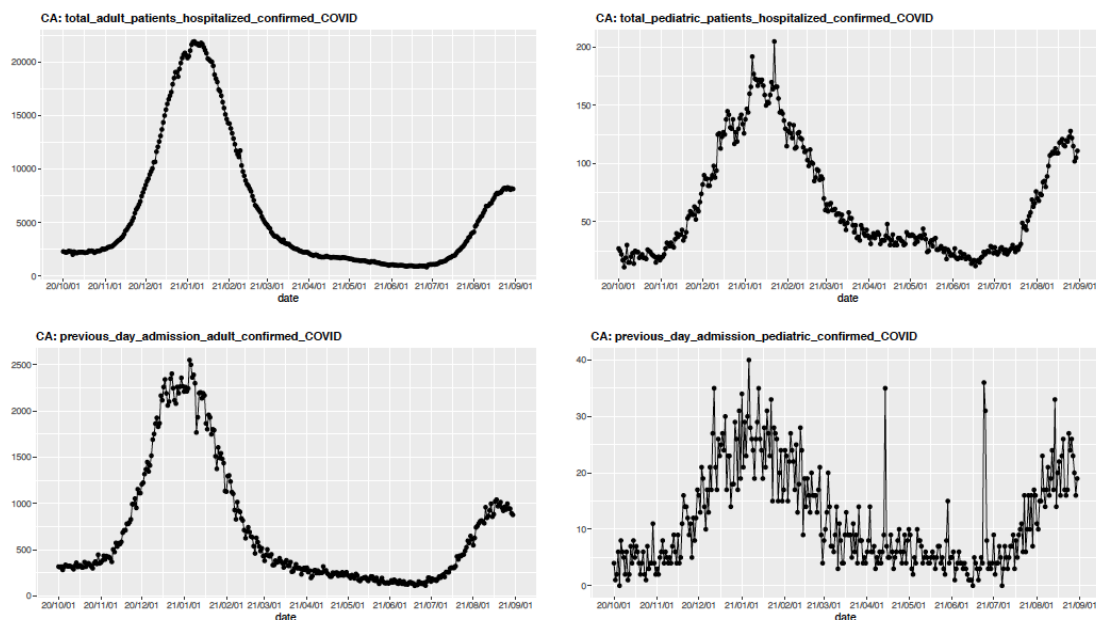 CA: total_adult_patients_hospitalized_confirmed_COVID
20000
15000
10000
5000
0
20/10/01 20/11/01 20/12/01 21/01/01 21/02/01 21/03/01 21/04/01 21/05/01 21/06/01 21/07/01 21/08/01 21/09/01
date
CA: total_pediatric_patients_hospitalized_confirmed_COVID
200
150
100
50
20/10/01 20/11/01 20/12/01 21/01/01 21/02/01 21/03/01 21/04/01 21/05/01 21/06/01 21/07/01 21/08/01 21/09/01
date
CA: previous_day_admission_adult_confirmed_COVID
2500
2000
1500
1000
500
0
20/10/01 20/11/01 20/12/01 21/01/01 21/02/01 21/03/01 21/04/01 21/05/01 21/06/01 21/07/01 21/08/01 21/09/01
date
CA: previous_day_admission_pediatric_confirmed_COVID
40
30
20
10
0
20/10/01 20/11/01 20/12/01 21/01/01 21/02/01 21/03/01 21/04/01 21/05/01 21/06/01 21/07/01 21/08/01 21/09/01
date